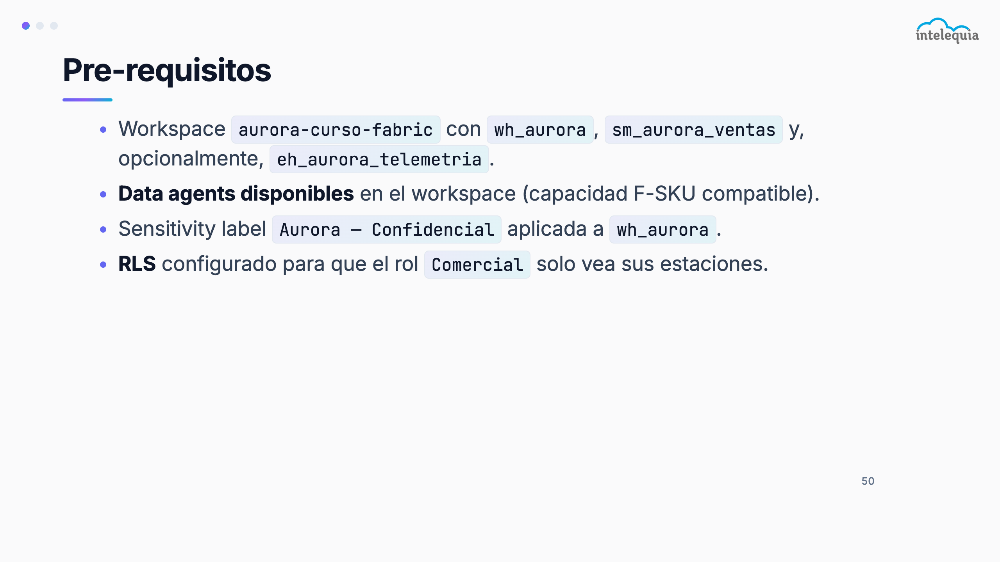 intelequia
Pre-requisitos
Workspace aurora-curso-fabric con wh_aurora, sm_aurora_ventas y,
opcionalmente, eh_aurora_telemetria.
Data agents disponibles en el workspace (capacidad F-SKU compatible).
Sensitivity label Aurora — Confidencial aplicada a wh_aurora.
RLS configurado para que el rol Comercial solo vea sus estaciones.
50